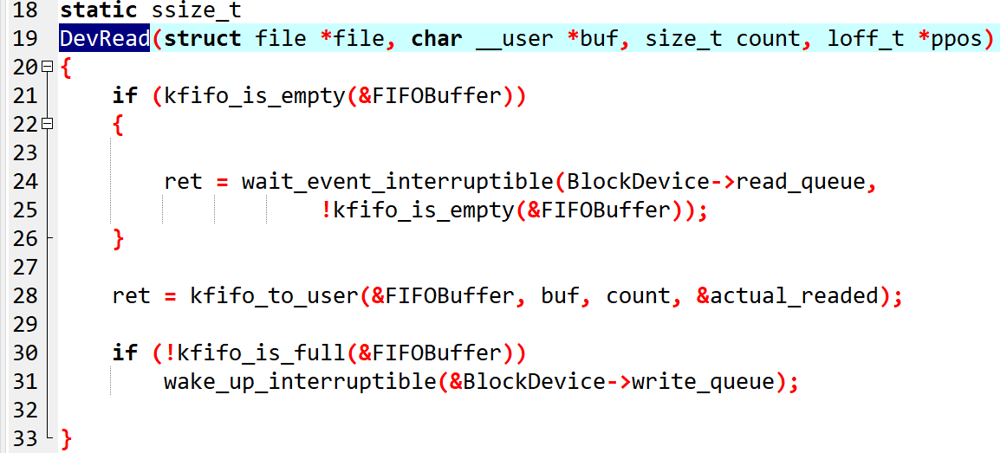 18 static ssize_t
19 DevRead(struct file *file, char __user *buf, size_t count, loff_t *ppos)
20 {
21     if (kfifo_is_empty(&FIFOBuffer))
22     {
23
24         ret = wait_event_interruptible(BlockDevice->read_queue,
25                     !kfifo_is_empty(&FIFOBuffer));
26     }
27
28     ret = kfifo_to_user(&FIFOBuffer, buf, count, &actual_readed);
29
30     if (!kfifo_is_full(&FIFOBuffer))
31         wake_up_interruptible(&BlockDevice->write_queue);
32
33 }